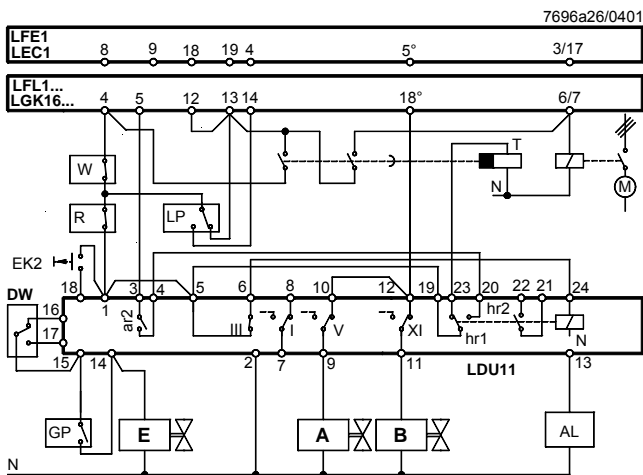 7696a26/0401
LFE1
LEC1
8 9 18 19 4 5° 3/17
LFL1...
LGK16...
4 5 12 13 14 18° 6/7
T
W
N
M
R LP
EK2
18 1 3 4 5 6 8 10 12 19 23 20 22 21 24
DW
16
ar2 III I V XI hr1 hr2
17
N
15 14 2 7 9 11 LDU11 13
GP E A B AL
N